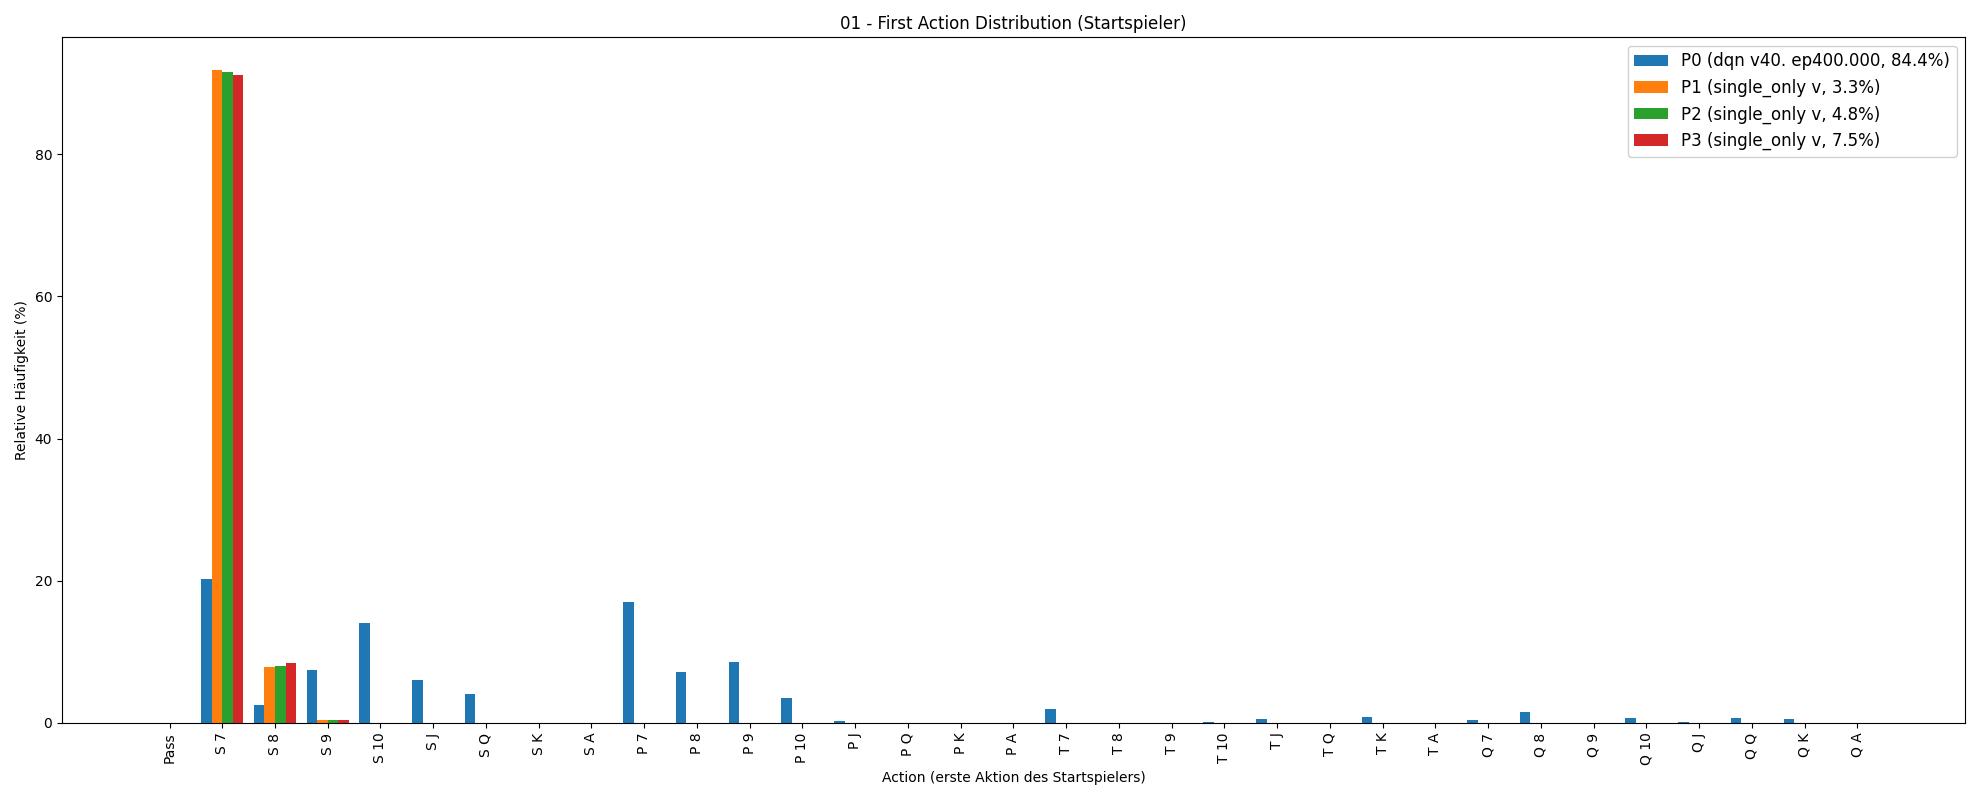 01 - First Action Distribution (Startspieler)
P0 (dqn v40. ep400.000, 84.4%)
P1 (single_only v, 3.3%)
P2 (single_only v, 4.8%)
P3 (single_only v, 7.5%)
Relative Häufigkeit (%)
80
60
40
20
0
Pass
S 7
S 8
S 9
S 10
S J
S Q
S K
S A
P 7
P 8
P 9
P 10
P J
P Q
P K
P A
T 7
T 8
T 9
T 10
T J
T Q
T K
T A
Q 7
Q 8
Q 9
Q 10
Q J
Q Q
Q K
Q A
Action (erste Aktion des Startspielers)